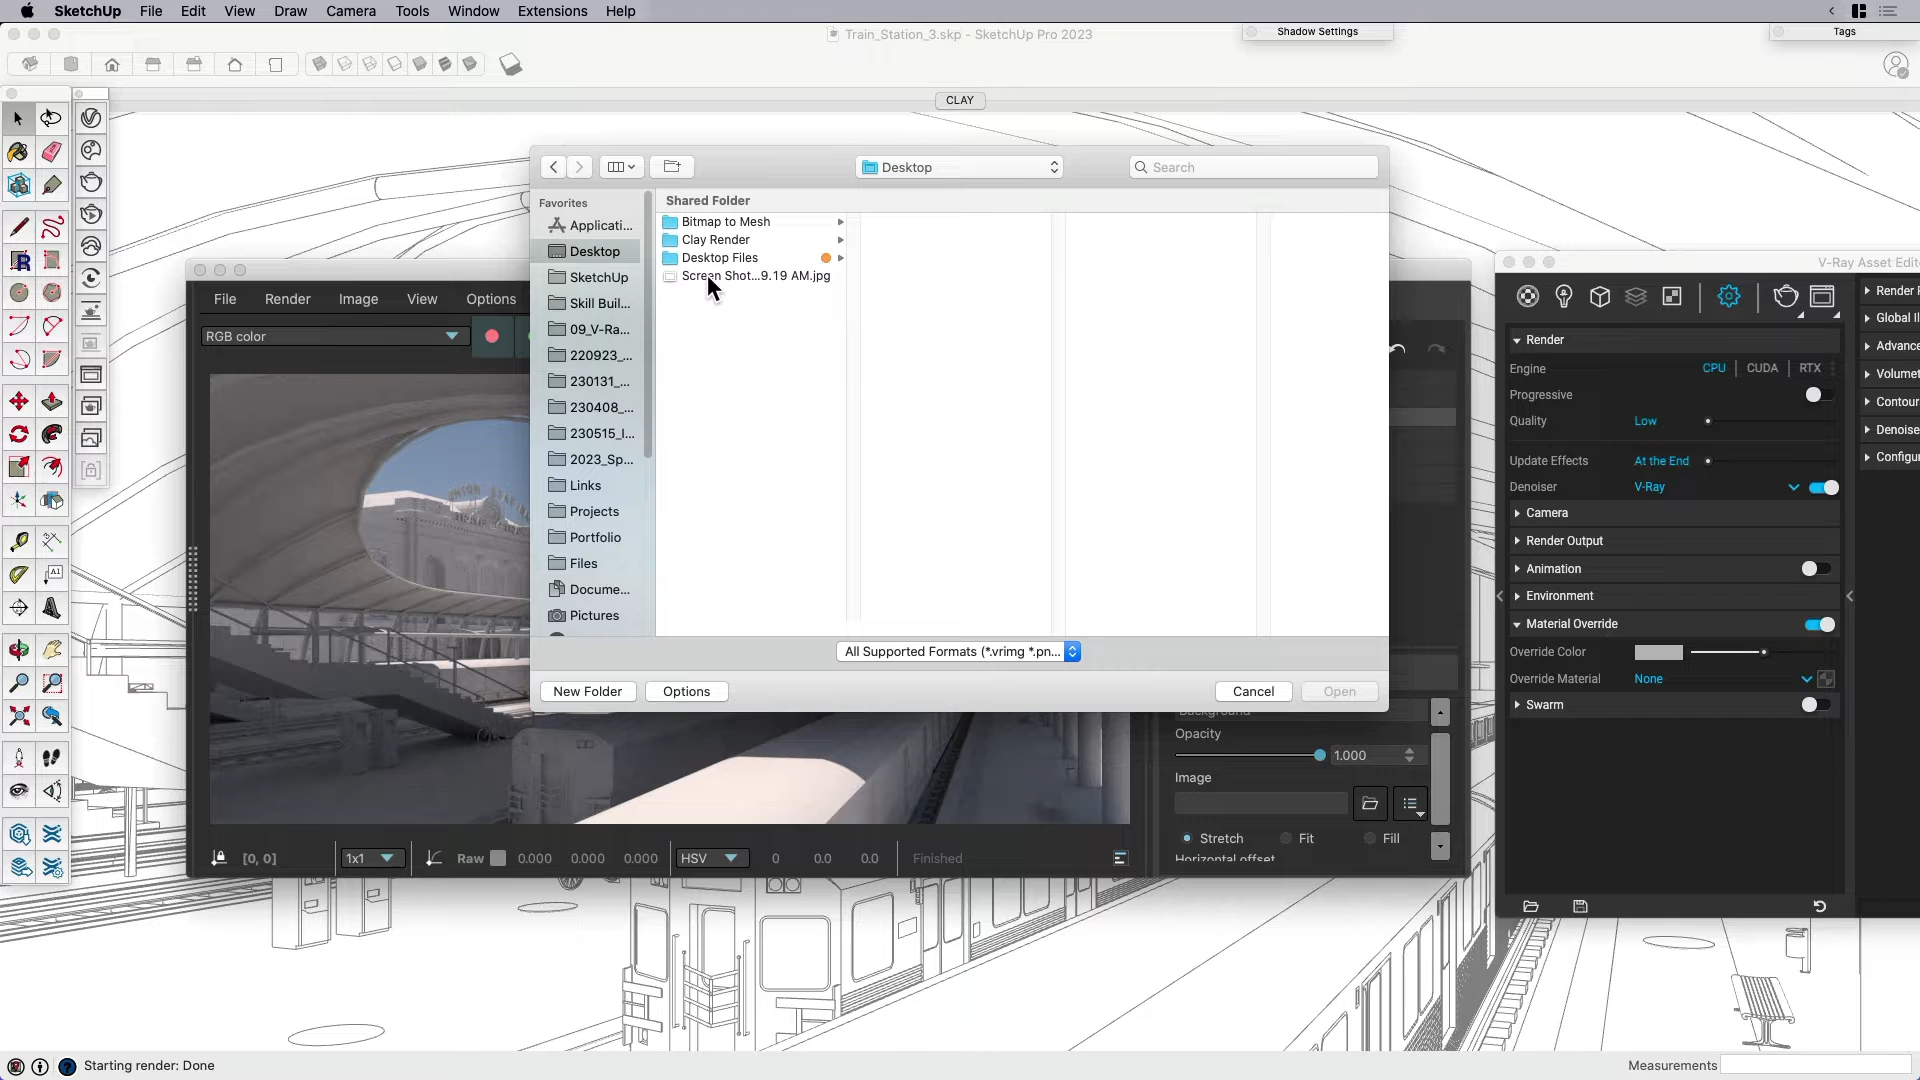 SketchUp File Edit View Draw Camera Tools Window Extensions Help
Train_Station_3.skp - SketchUp Pro 2023
Shadow Settings
Tags
CLAY
Desktop
Search
Favorites
Applicati...
Desktop
SketchUp
Skill Buil...
09_V-Ra...
220923_...
230131_...
230408_...
230515_I...
2023_Sp...
Links
Projects
Portfolio
Files
Docume...
Pictures
Shared Folder
Bitmap to Mesh
Clay Render
Desktop Files
Screan Shot...9.19 AM.jpg
All Supported Formats (*.vrimg *.pn...
New Folder Options Cancel Open
File Render Image View Options
RGB color
Background
Opacity
1.000
Image
Stretch Fit Fill
Horizontal offset
[0, 0] 1x1 Raw 0.000 0.000 0.000 HSV 0 0.0 0.0 Finished
V-Ray Asset Edit
Render
Engine CPU CUDA RTX
Progressive
Quality Low
Update Effects At the End
Denoiser V-Ray
Camera
Render Output
Animation
Environment
Material Override
Override Color
Override Material None
Swarm
Render
Global Il
Advance
Volumet
Contour
Denoise
Configu
A1
Starting render: Done
Measurements